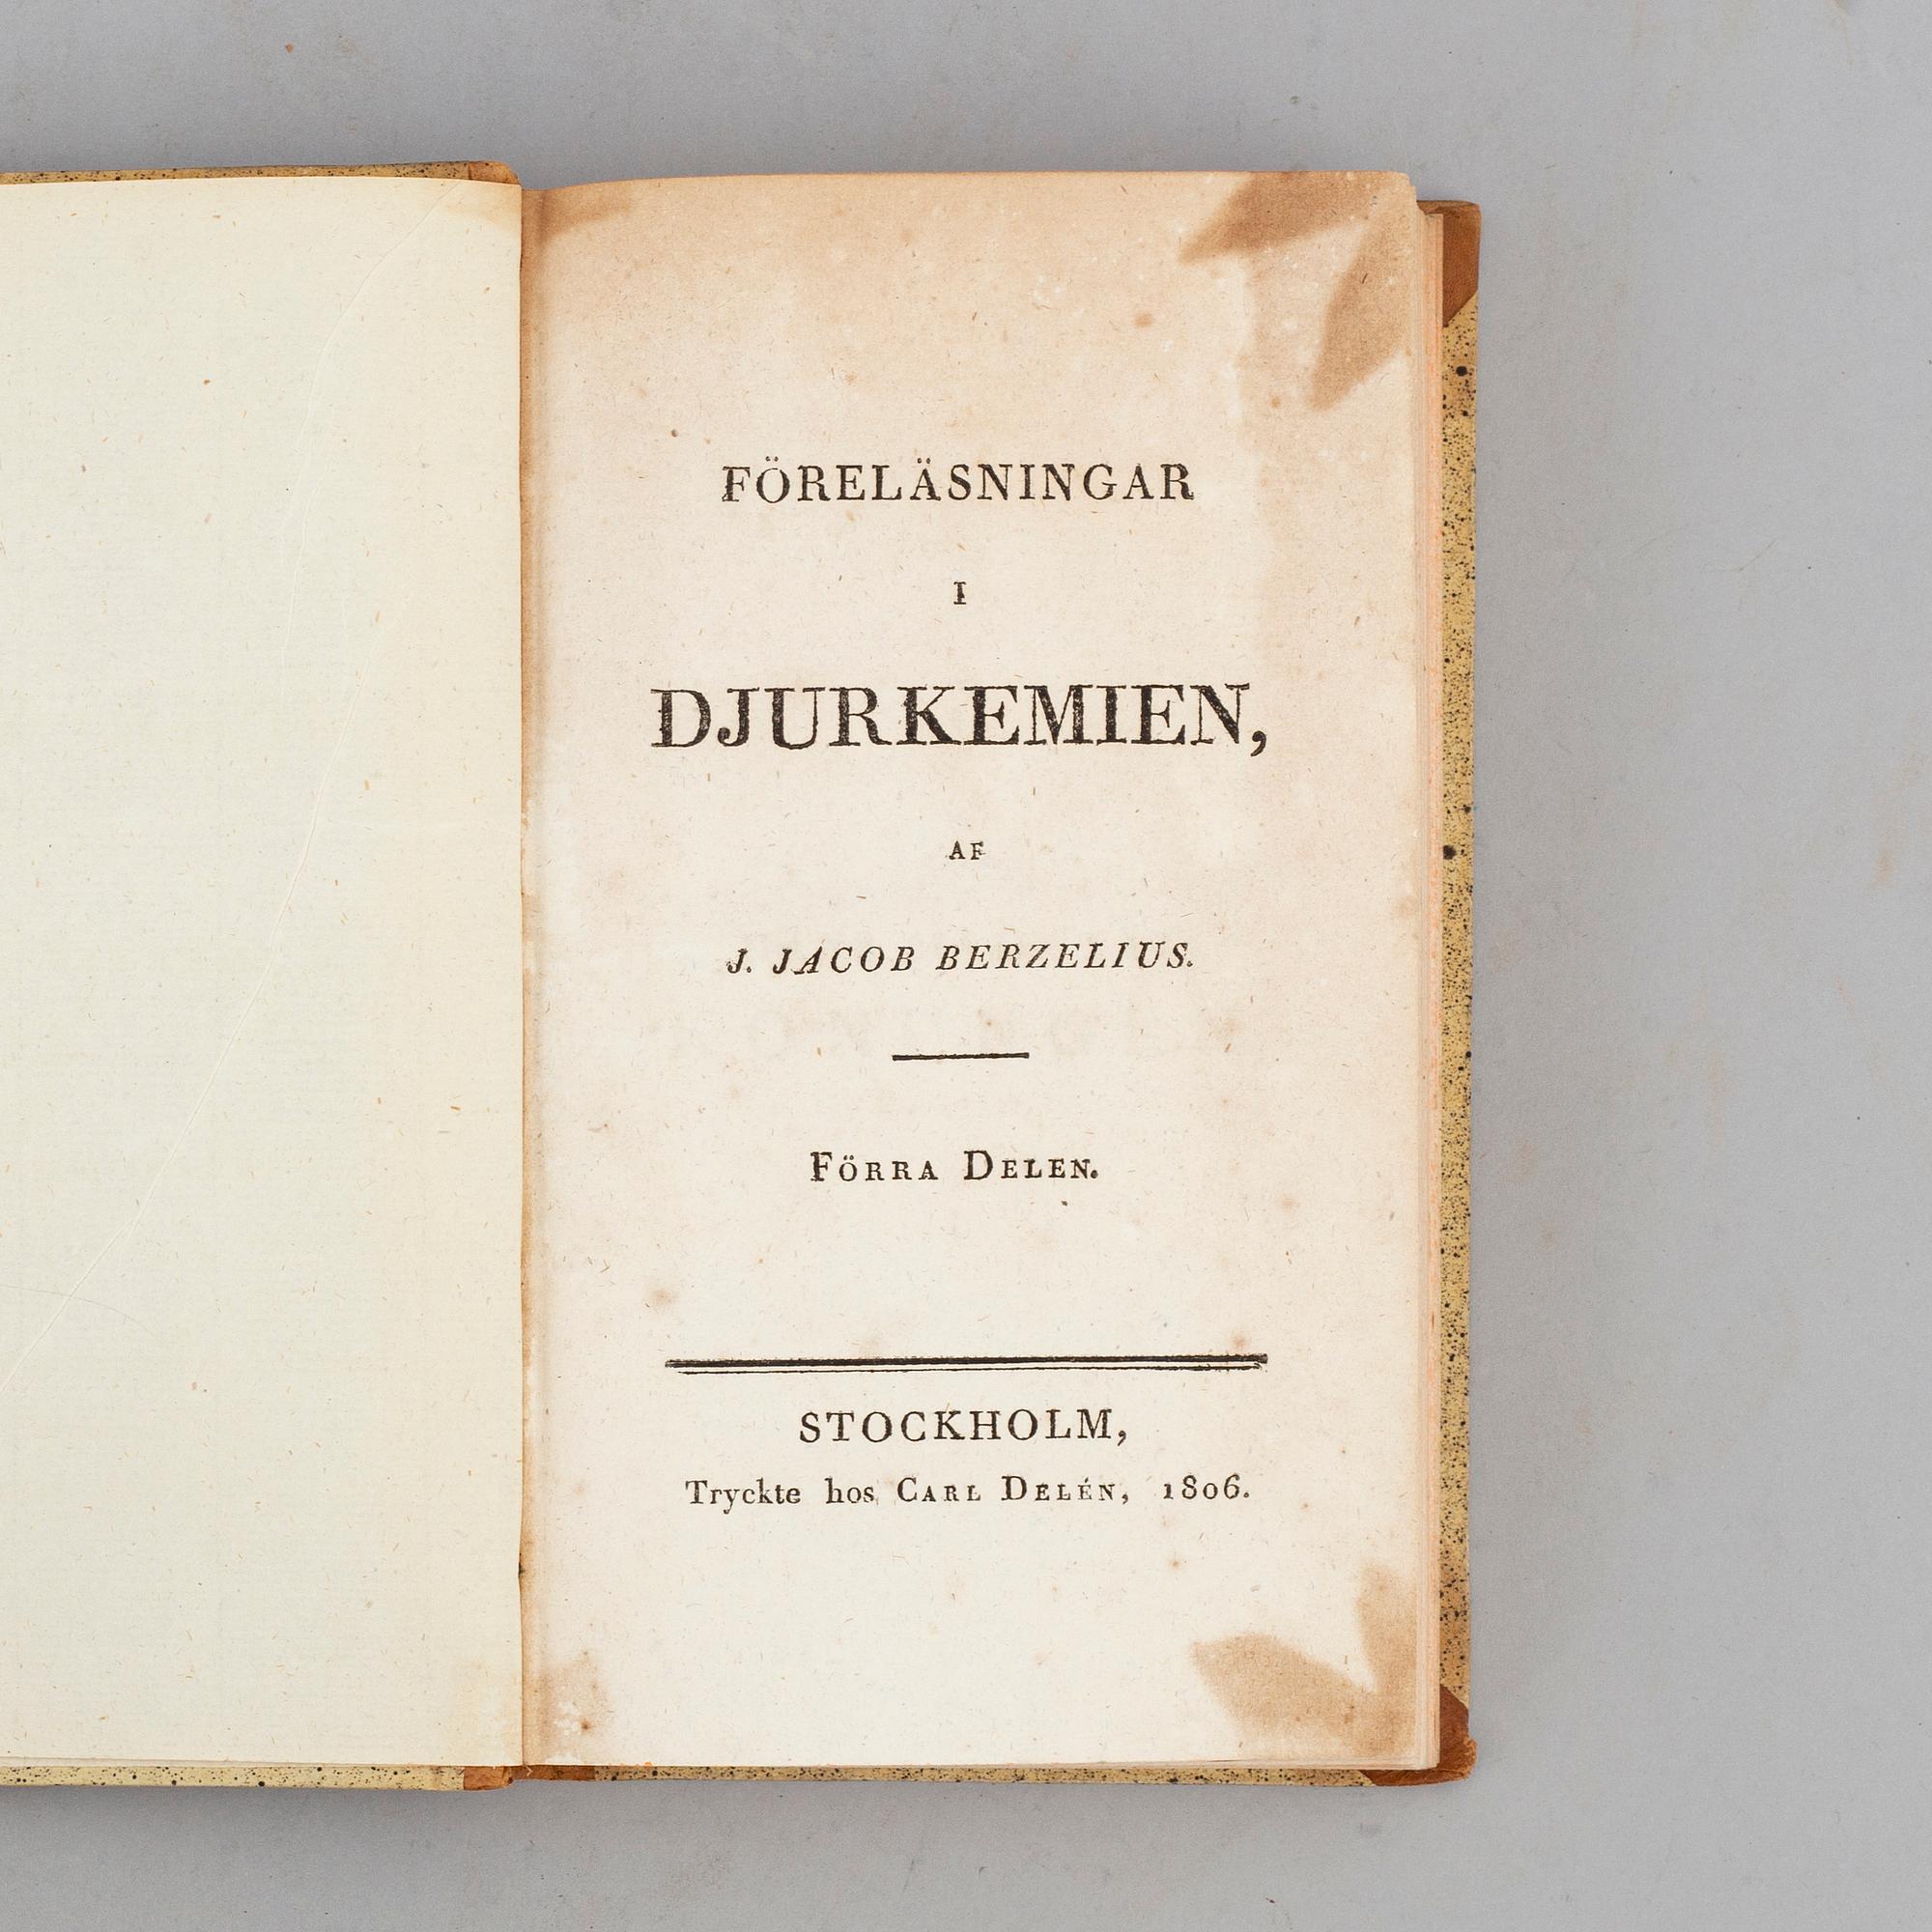 FÖRELÄSNINGAR
I
DJURKEMIEN,
AF
J. JACOB BERZELIUS.
FÖRRA DELEN.
STOCKHOLM,
Tryckte hos CARL DELÉN, 1806.